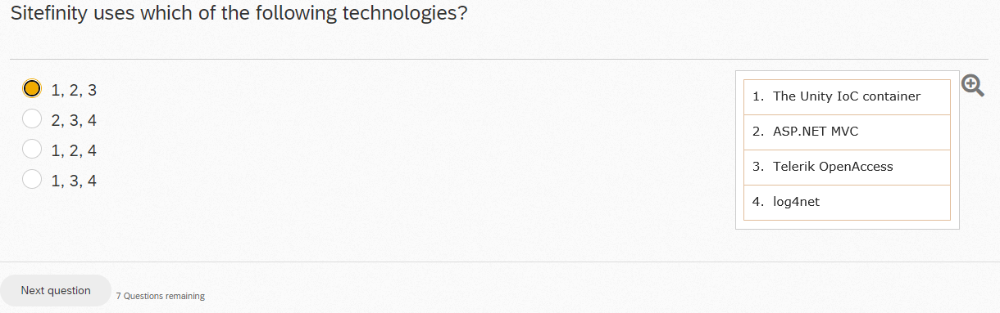 Sitefinity uses which of the following technologies?
1, 2, 3
2, 3, 4
1, 2, 4
1, 3, 4
1. The Unity IoC container
2. ASP.NET MVC
3. Telerik OpenAccess
4. log4net
Next question
7 Questions remaining